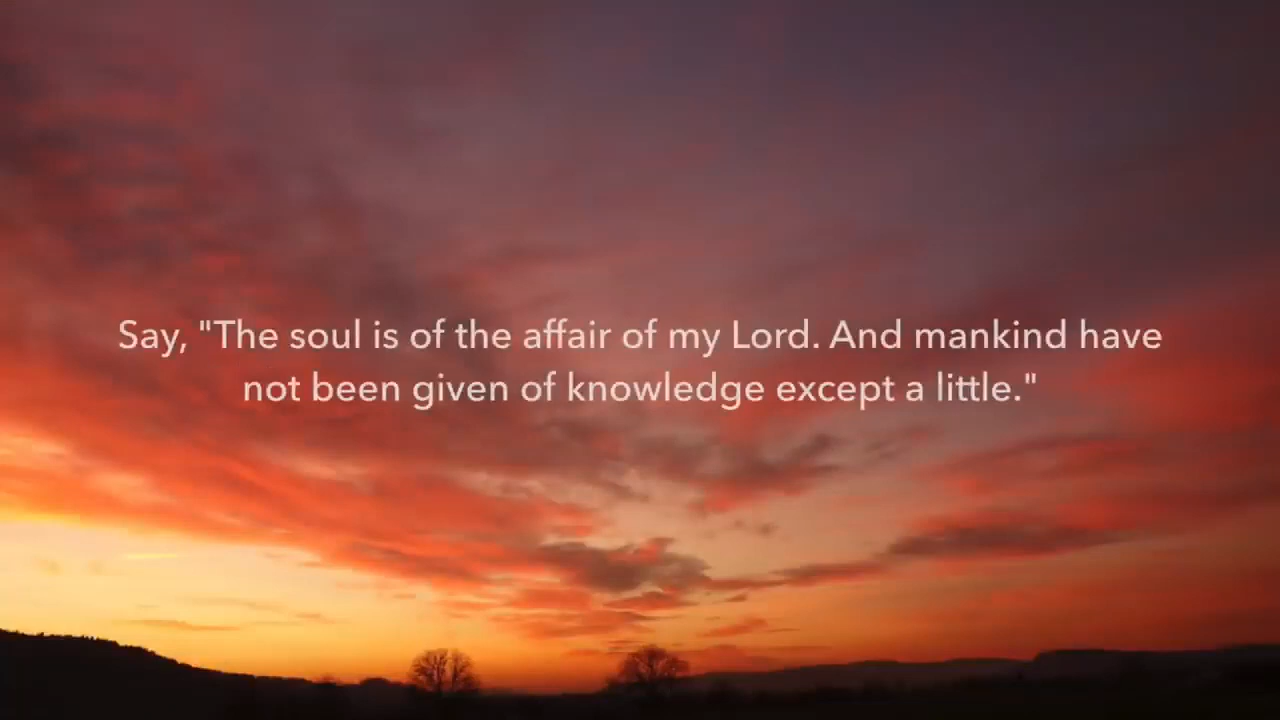 Say, "The soul is of the affair of my Lord. And mankind have
not been given of knowledge except a little."